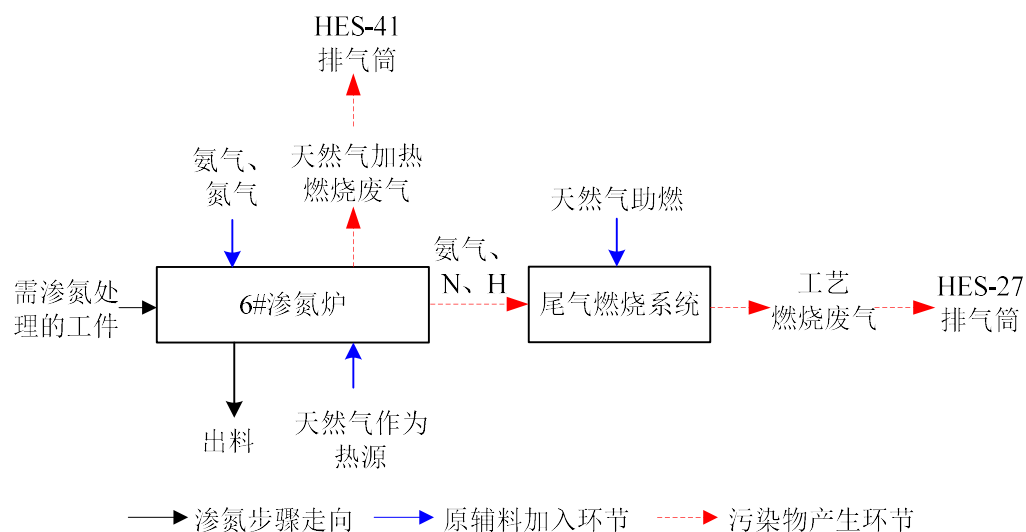 HES-41
排气筒
氨气、
氮气
天然气加热
燃烧废气
天然气助燃
氨气、
N、H
需渗氮处
理的工件
6#渗氮炉
尾气燃烧系统
工艺
燃烧废气
HES-27
排气筒
出料
天然气作为
热源
渗氮步骤走向
原辅料加入环节
污染物产生环节